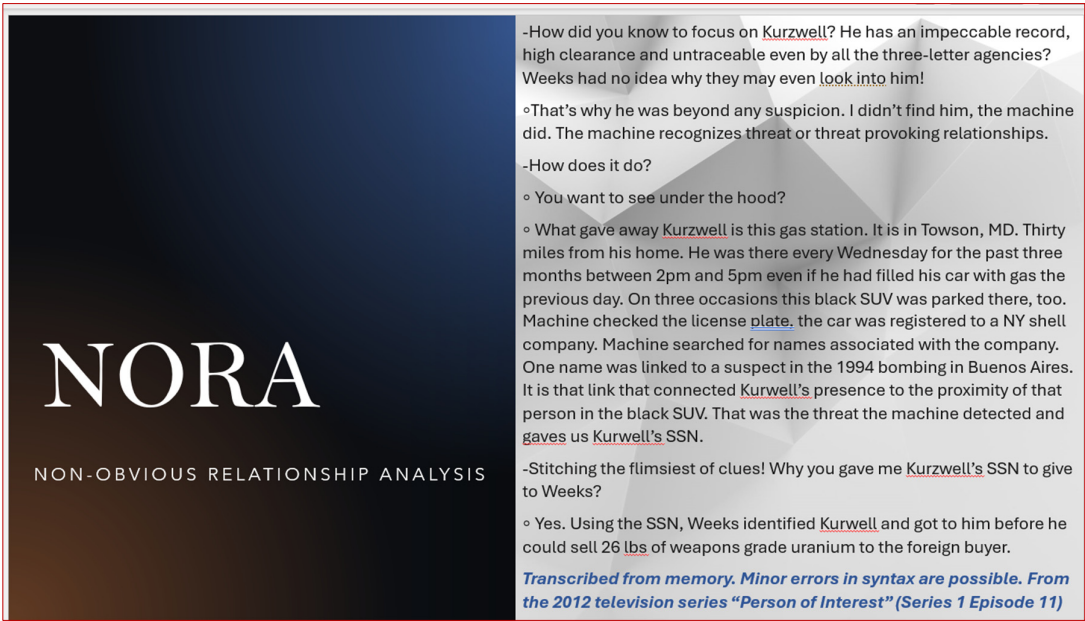 NORA
NON-OBVIOUS RELATIONSHIP ANALYSIS
-How did you know to focus on Kurzwell? He has an impeccable record,
high clearance and untraceable even by all the three-letter agencies?
Weeks had no idea why they may even look into him!
◦That’s why he was beyond any suspicion. I didn’t find him, the machine
did. The machine recognizes threat or threat provoking relationships.
-How does it do?
◦ You want to see under the hood?
◦ What gave away Kurzwell is this gas station. It is in Towson, MD. Thirty
miles from his home. He was there every Wednesday for the past three
months between 2pm and 5pm even if he had filled his car with gas the
previous day. On three occasions this black SUV was parked there, too.
Machine checked the license plate, the car was registered to a NY shell
company. Machine searched for names associated with the company.
One name was linked to a suspect in the 1994 bombing in Buenos Aires.
It is that link that connected Kurwell’s presence to the proximity of that
person in the black SUV. That was the threat the machine detected and
gaves us Kurwell’s SSN.
-Stitching the flimsiest of clues! Why you gave me Kurzwell’s SSN to give
to Weeks?
◦ Yes. Using the SSN, Weeks identified Kurwell and got to him before he
could sell 26 lbs of weapons grade uranium to the foreign buyer.
Transcribed from memory. Minor errors in syntax are possible. From
the 2012 television series “Person of Interest” (Series 1 Episode 11)